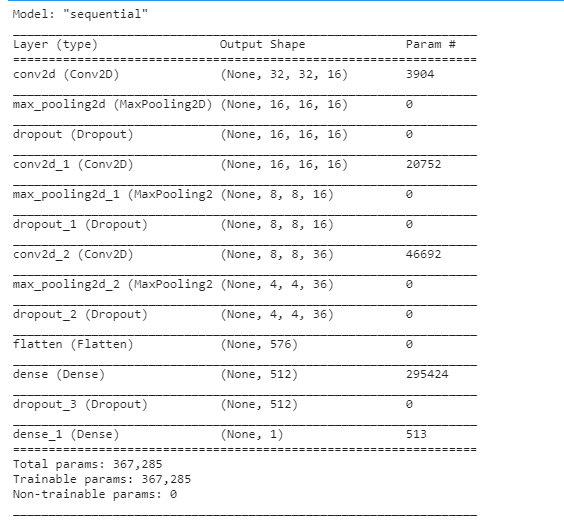 Model: "sequential"
Layer (type) Output Shape Param #
conv2d (Conv2D) (None, 32, 32, 16) 3904
max_pooling2d (MaxPooling2D) (None, 16, 16, 16) 0
dropout (Dropout) (None, 16, 16, 16) 0
conv2d_1 (Conv2D) (None, 16, 16, 16) 20752
max_pooling2d_1 (MaxPooling2 (None, 8, 8, 16) 0
dropout_1 (Dropout) (None, 8, 8, 16) 0
conv2d_2 (Conv2D) (None, 8, 8, 36) 46692
max_pooling2d_2 (MaxPooling2 (None, 4, 4, 36) 0
dropout_2 (Dropout) (None, 4, 4, 36) 0
flatten (Flatten) (None, 576) 0
dense (Dense) (None, 512) 295424
dropout_3 (Dropout) (None, 512) 0
dense_1 (Dense) (None, 1) 513
Total params: 367,285
Trainable params: 367,285
Non-trainable params: 0